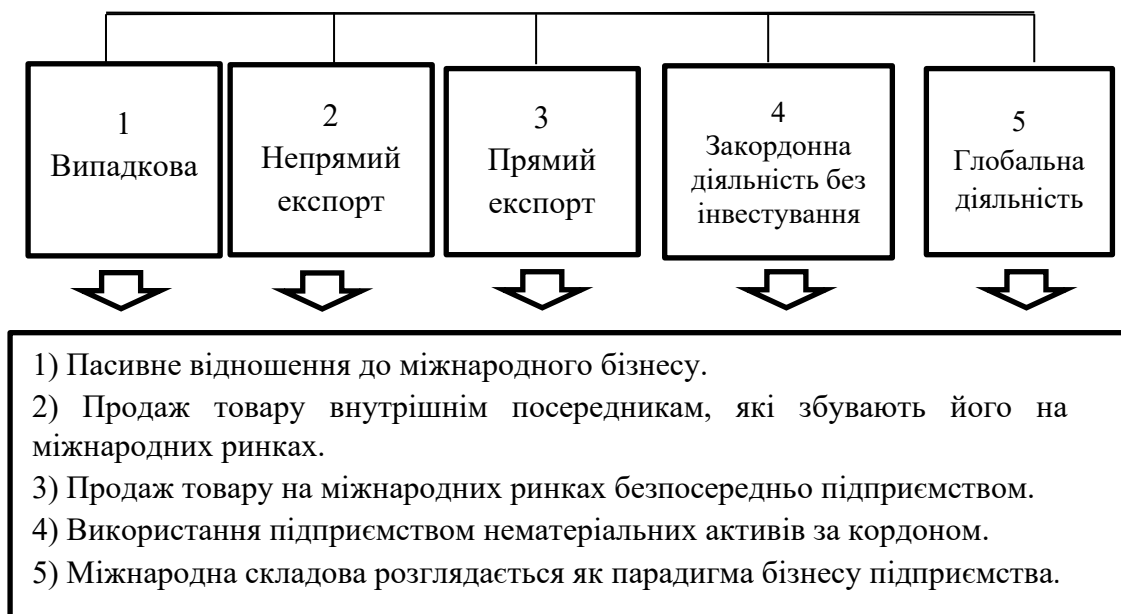 1
Випадкова
2
Непрямий
експорт
3
Прямий
експорт
4
Закордонна
діяльність без
інвестування
5
Глобальна
діяльність
1) Пасивне відношення до міжнародного бізнесу.
2) Продаж товару внутрішнім посередникам, які збувають його на
міжнародних ринках.
3) Продаж товару на міжнародних ринках безпосередньо підприємством.
4) Використання підприємством нематеріальних активів за кордоном.
5) Міжнародна складова розглядається як парадигма бізнесу підприємства.